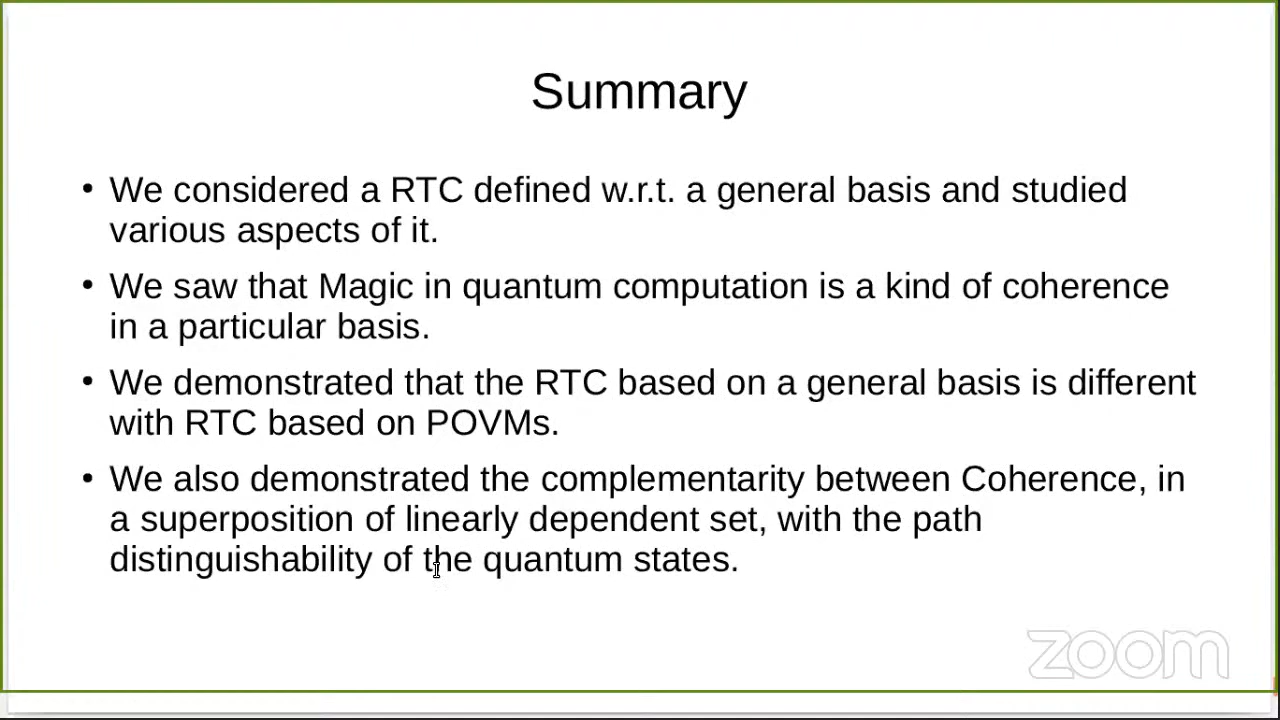 Summary
• We considered a RTC defined w.r.t. a general basis and studied
various aspects of it.
• We saw that Magic in quantum computation is a kind of coherence
in a particular basis.
• We demonstrated that the RTC based on a general basis is different
with RTC based on POVMs.
• We also demonstrated the complementarity between Coherence, in
a superposition of linearly dependent set, with the path
distinguishability of the quantum states.
zoom